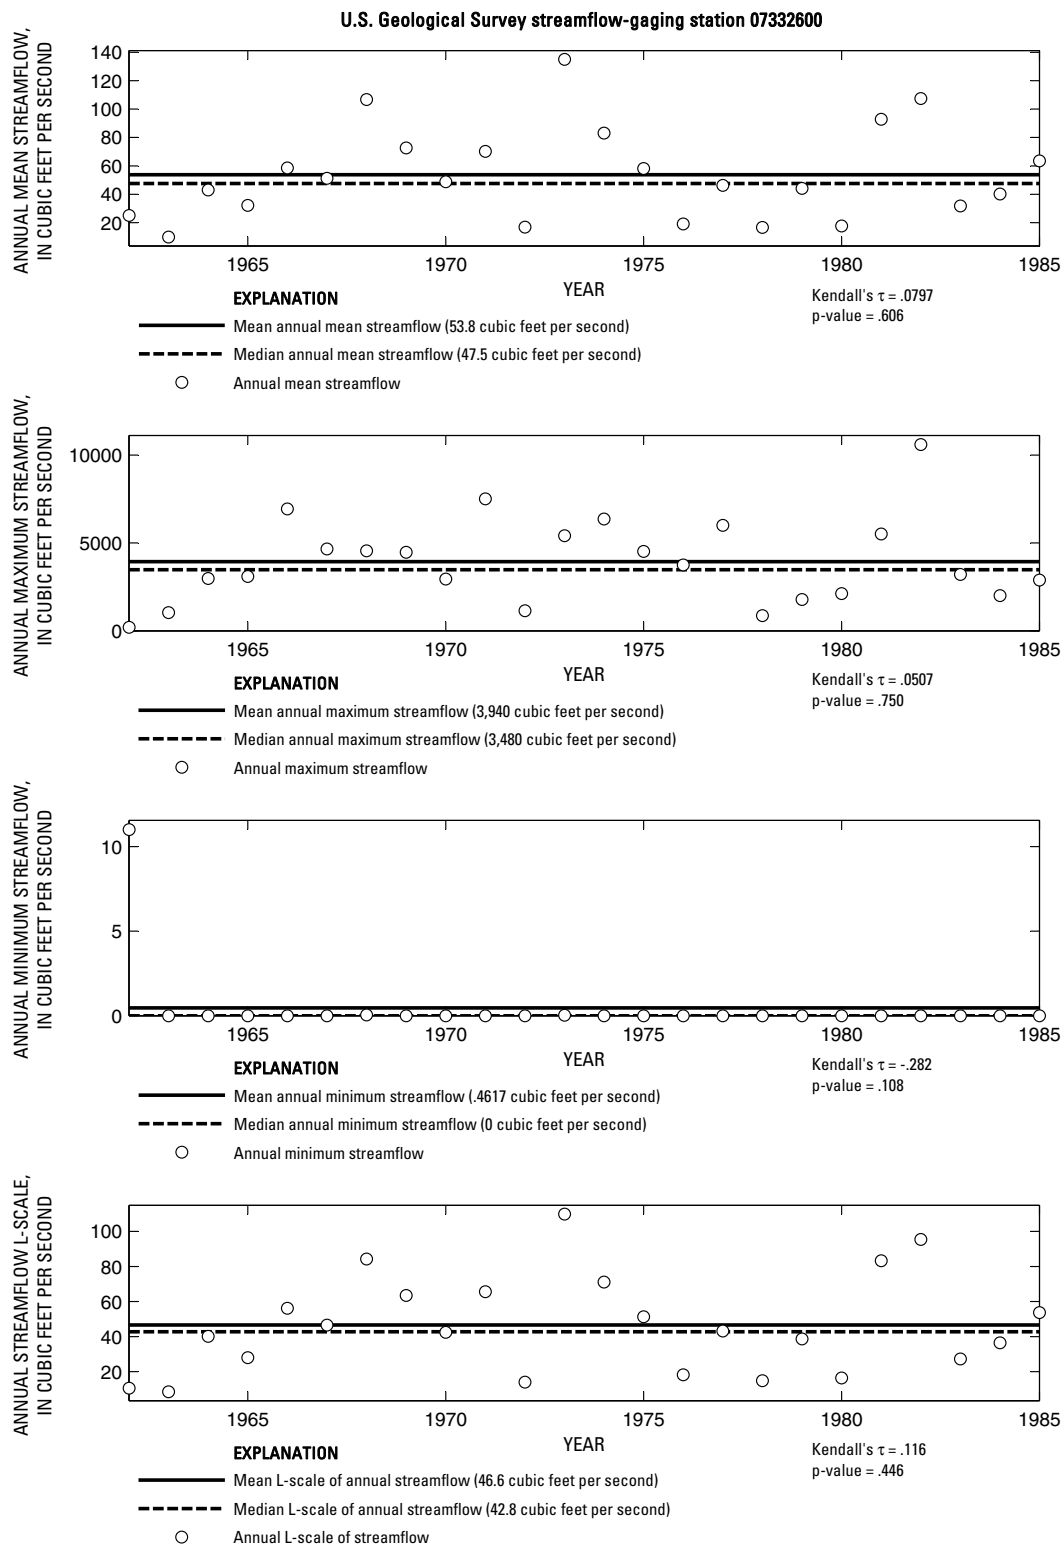 U.S. Geological Survey streamflow-gaging station 07332600
ANNUAL MEAN STREAMFLOW,
IN CUBIC FEET PER SECOND
140
120
100
80
60
40
20
1965 1970 1975 1980 1985
YEAR
Kendall's τ = .0797
p-value = .606
EXPLANATION
Mean annual mean streamflow (53.8 cubic feet per second)
Median annual mean streamflow (47.5 cubic feet per second)
Annual mean streamflow
ANNUAL MAXIMUM STREAMFLOW,
IN CUBIC FEET PER SECOND
10000
5000
0
1965 1970 1975 1980 1985
YEAR
Kendall's τ = .0507
p-value = .750
EXPLANATION
Mean annual maximum streamflow (3,940 cubic feet per second)
Median annual maximum streamflow (3,480 cubic feet per second)
Annual maximum streamflow
ANNUAL MINIMUM STREAMFLOW,
IN CUBIC FEET PER SECOND
10
5
0
1965 1970 1975 1980 1985
YEAR
Kendall's τ = -.282
p-value = .108
EXPLANATION
Mean annual minimum streamflow (.4617 cubic feet per second)
Median annual minimum streamflow (0 cubic feet per second)
Annual minimum streamflow
ANNUAL STREAMFLOW L-SCALE,
IN CUBIC FEET PER SECOND
100
80
60
40
20
1965 1970 1975 1980 1985
YEAR
Kendall's τ = .116
p-value = .446
EXPLANATION
Mean L-scale of annual streamflow (46.6 cubic feet per second)
Median L-scale of annual streamflow (42.8 cubic feet per second)
Annual L-scale of streamflow